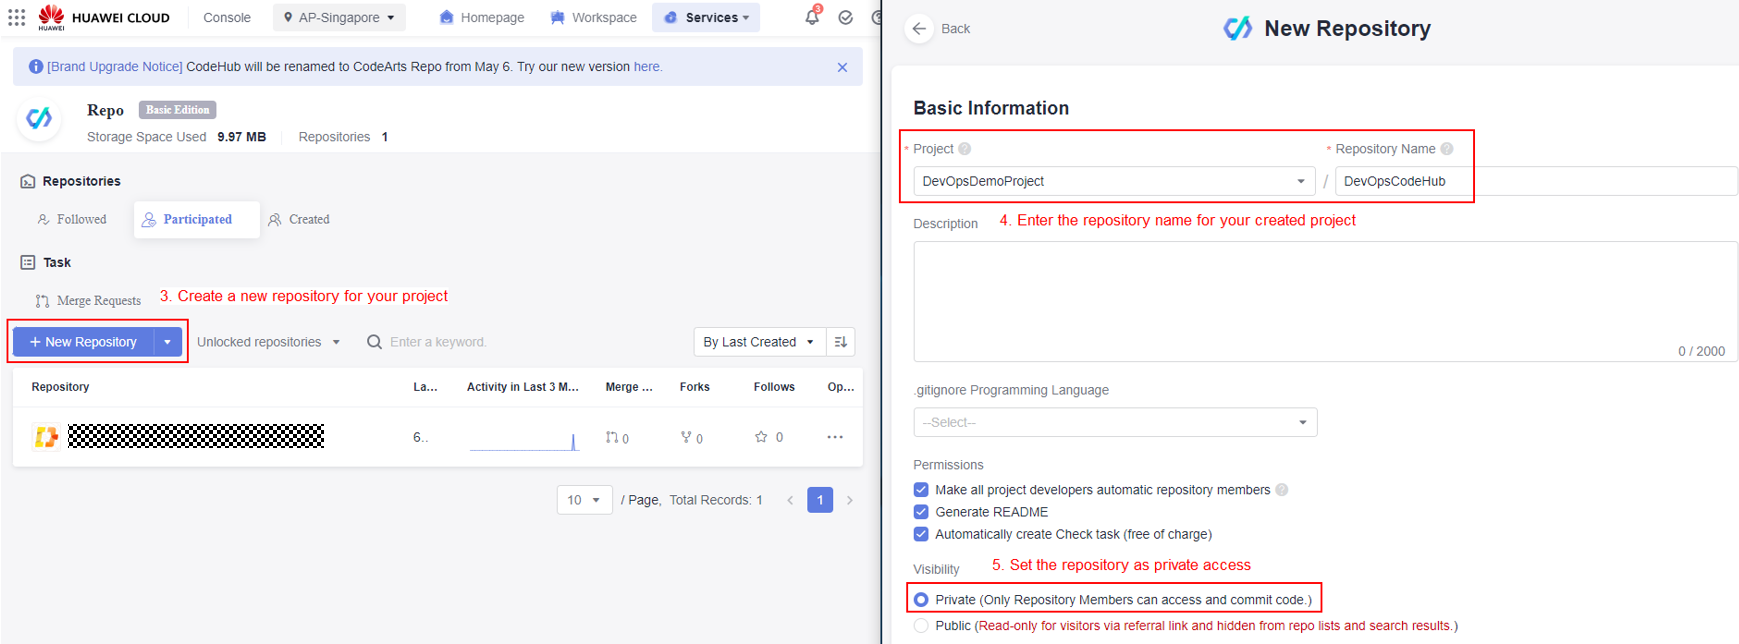 HUAWEI
HUAWEI CLOUD
Console
AP-Singapore
Homepage
Workspace
Services
3
[Brand Upgrade Notice] CodeHub will be renamed to CodeArts Repo from May 6. Try our new version here.
Repo Basic Edition
Storage Space Used 9.97 MB Repositories 1
Repositories
Followed Participated Created
Task
Merge Requests
3. Create a new repository for your project
+ New Repository Unlocked repositories Enter a keyword. By Last Created
Repository La... Activity in Last 3 M... Merge ... Forks Follows Op...
6.. 0 0 0 ...
10 / Page, Total Records: 1 < 1 >
Back
New Repository
Basic Information
* Project ? * Repository Name ?
DevOpsDemoProject / DevOpsCodeHub
Description
4. Enter the repository name for your created project
0 / 2000
.gitignore Programming Language
--Select--
Permissions
Make all project developers automatic repository members ?
Generate README
Automatically create Check task (free of charge)
Visibility
5. Set the repository as private access
Private (Only Repository Members can access and commit code.)
Public (Read-only for visitors via referral link and hidden from repo lists and search results.)